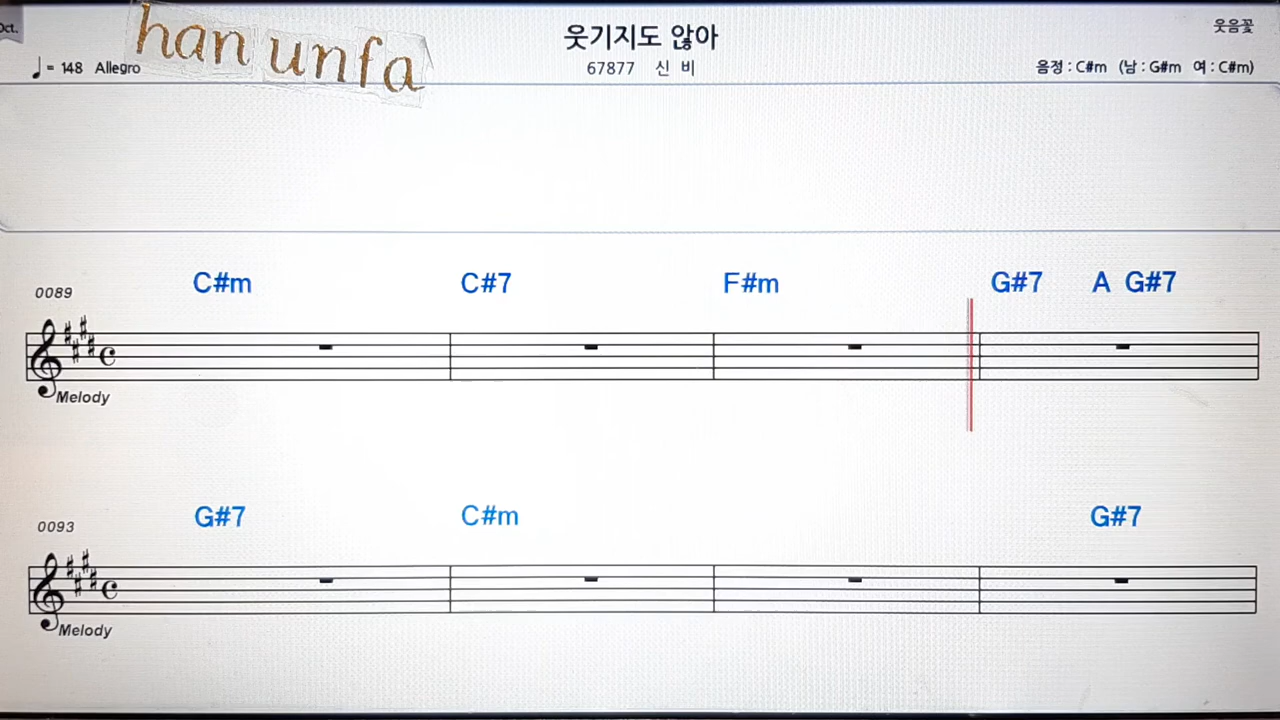 Oct.
han unfa
웃기지도 않아
웃음꽃
♩= 148 Allegro
67877 신 비
음정 : C#m (남 : G#m 여 : C#m)
C#m C#7 F#m G#7 A G#7
0089
Melody
G#7 C#m G#7
0093
Melody